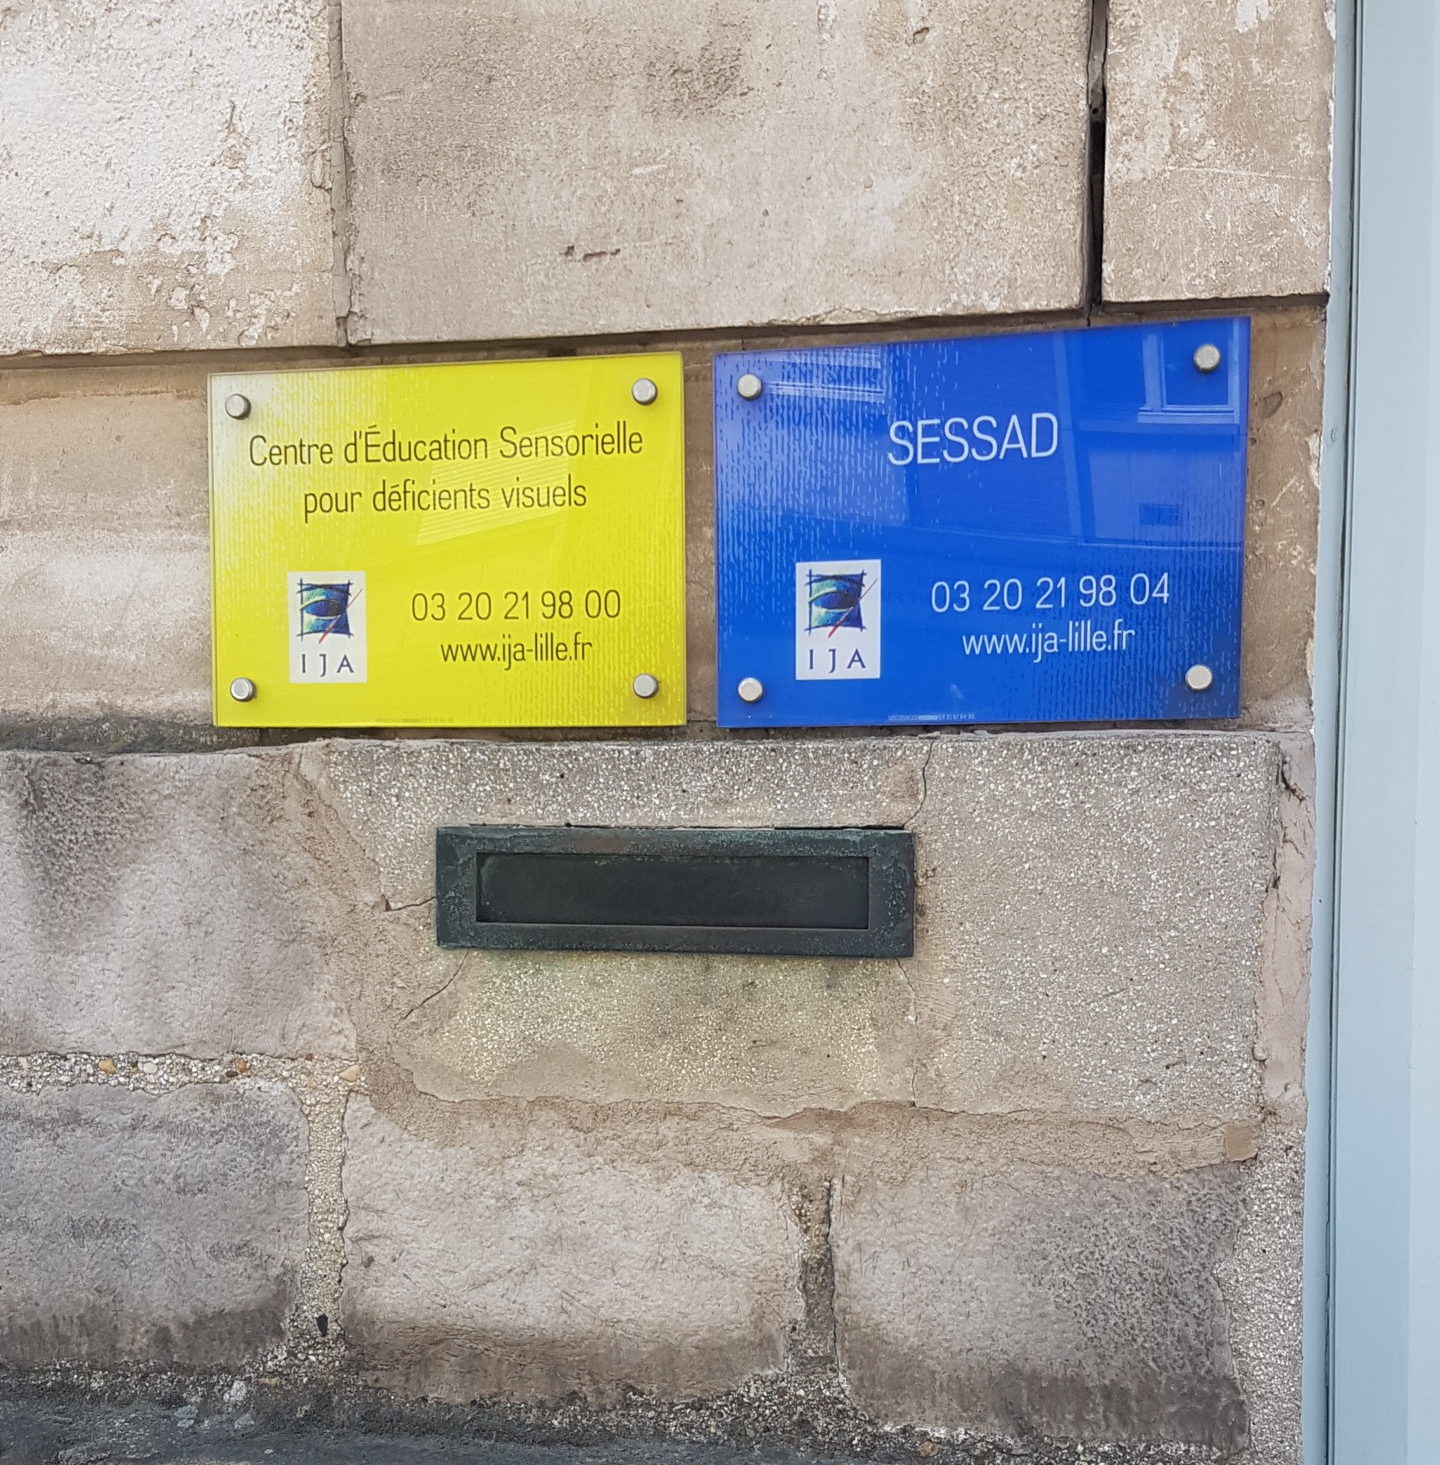 Centre d'Éducation Sensorielle
pour déficients visuels
IJA
03 20 21 98 00
www.ija-lille.fr
SESSAD
IJA
03 20 21 98 04
www.ija-lille.fr